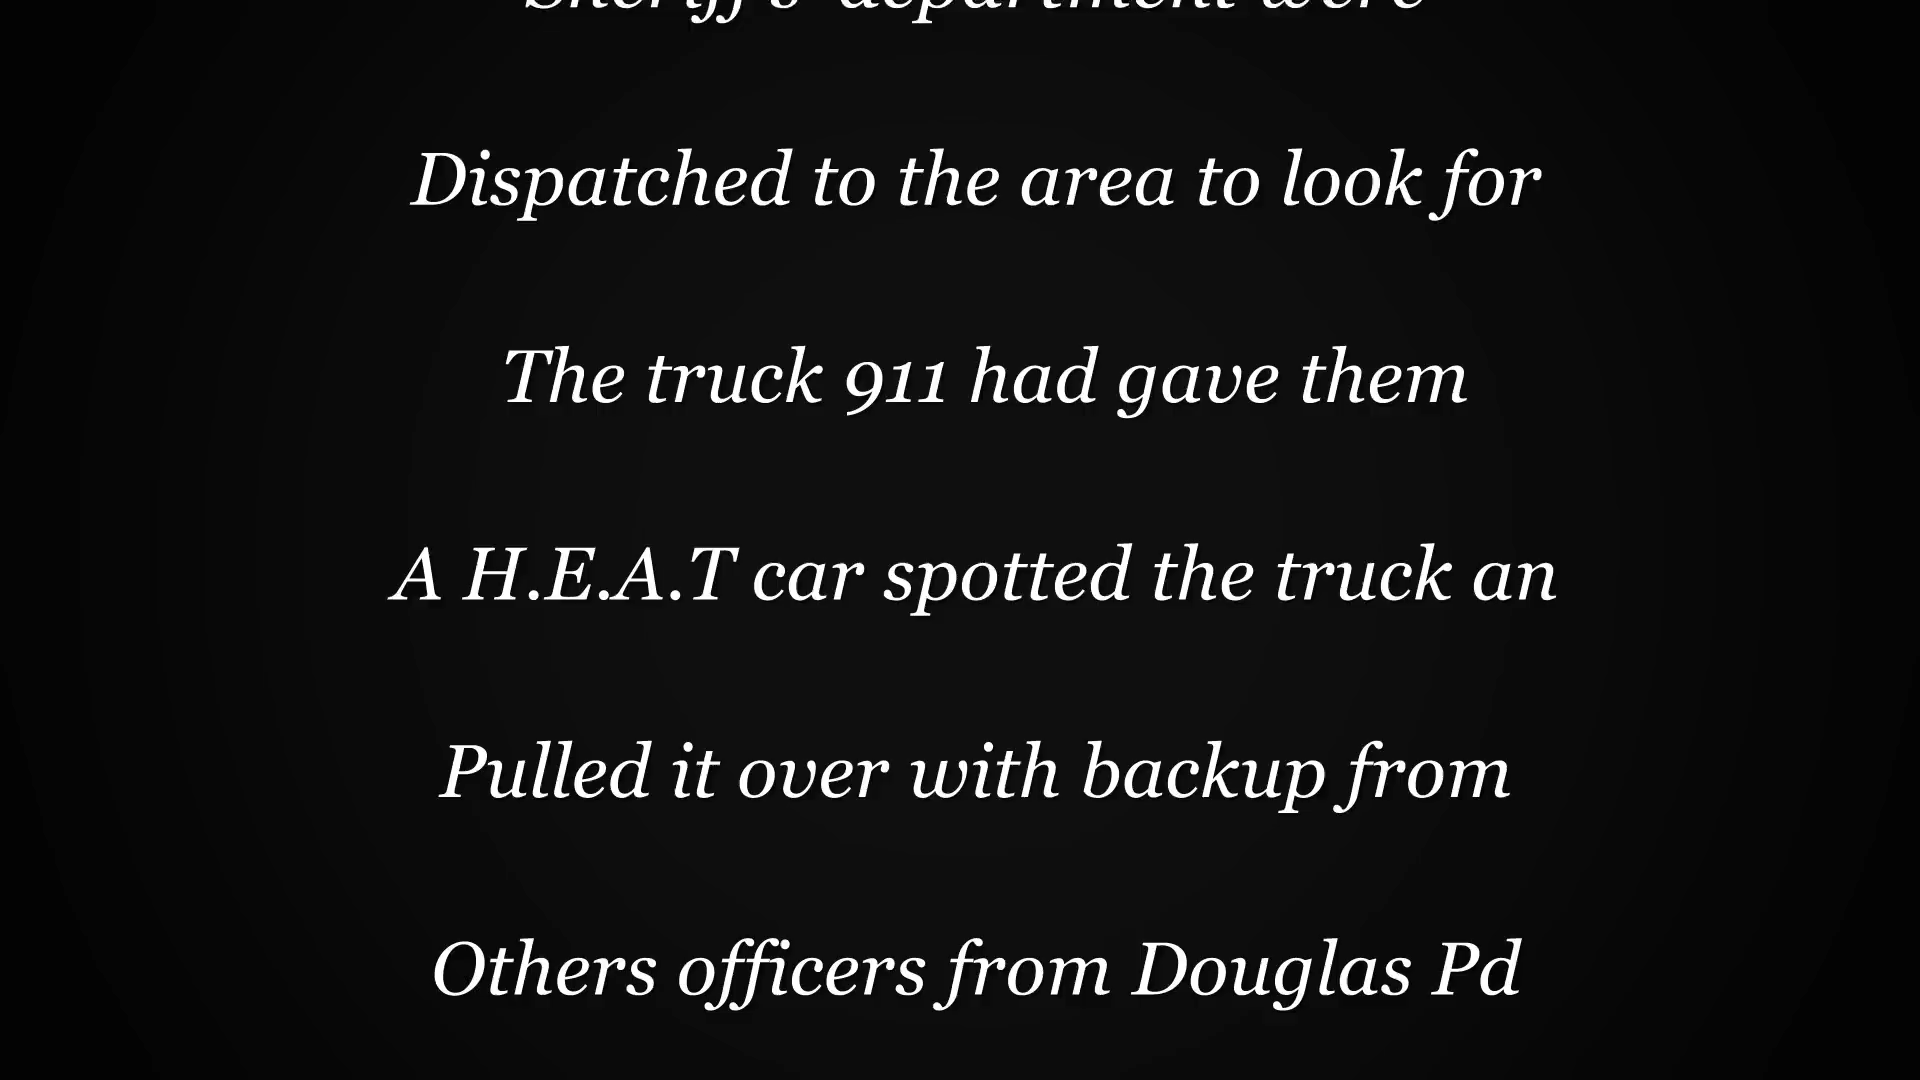 Sheriff's department were
Dispatched to the area to look for
The truck 911 had gave them
A H.E.A.T car spotted the truck an
Pulled it over with backup from
Others officers from Douglas Pd